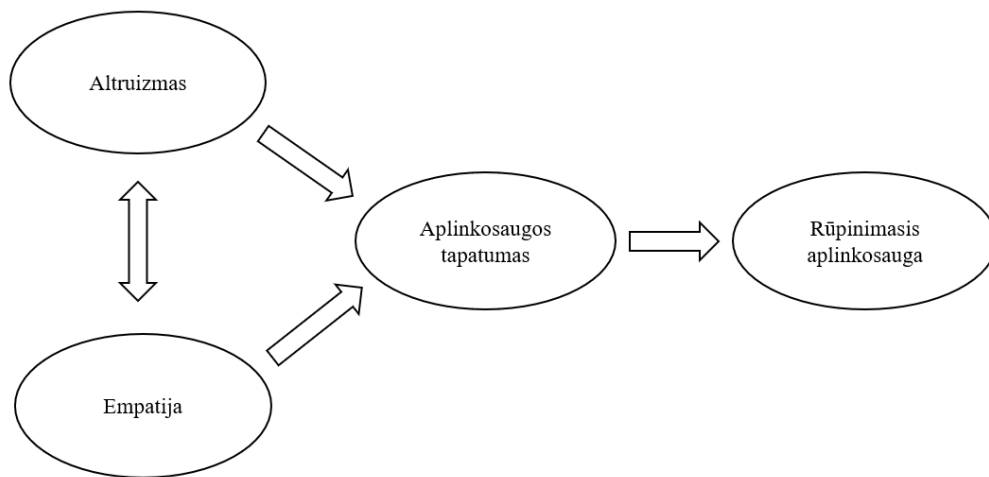 Altruizmas
Aplinkosaugos
tapatumas
Rūpinimasis
aplinkosauga
Empatija